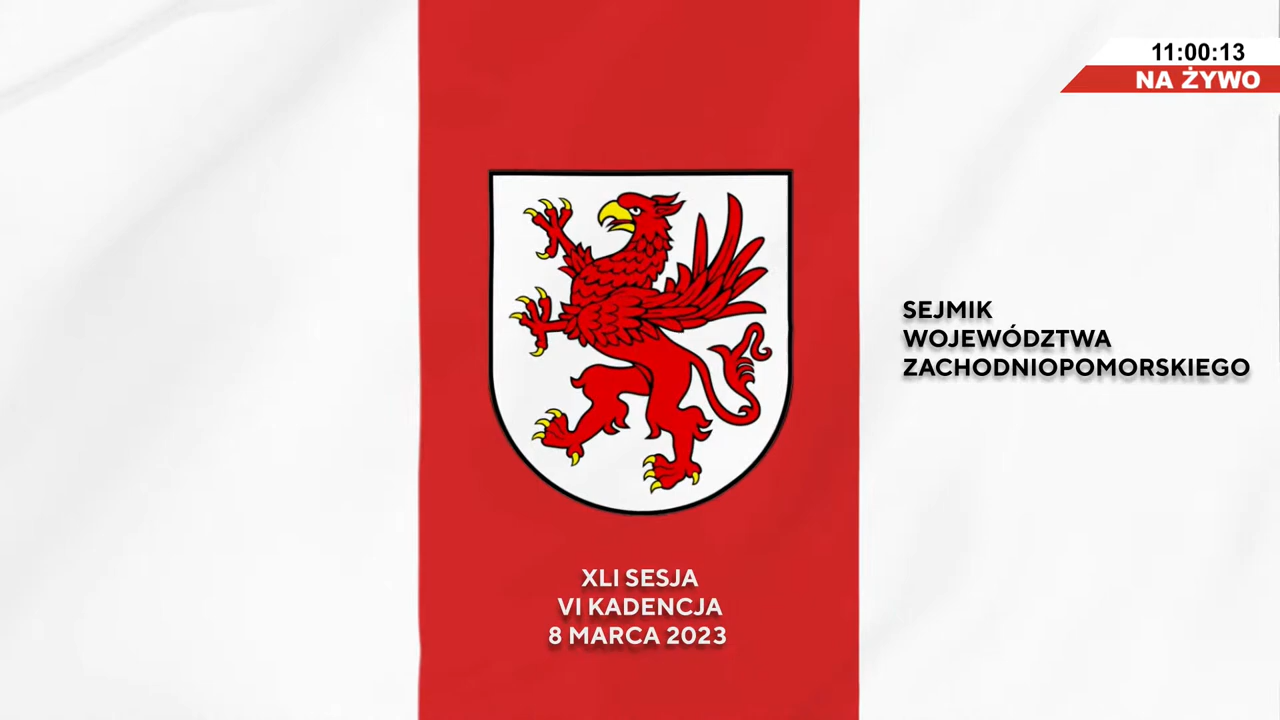 11:00:13
NA ŻYWO
SEJMIK
WOJEWÓDZTWA
ZACHODNIOPOMORSKIEGO
XLI SESJA
VI KADENCJA
8 MARCA 2023